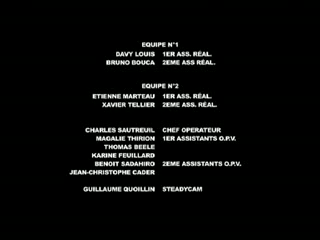 EQUIPE N°1
DAVY LOUIS 1ER ASS. RÉAL.
BRUNO BOUCA 2EME ASS RÉAL.
EQUIPE N°2
ETIENNE MARTEAU 1ER ASS. RÉAL.
XAVIER TELLIER 2EME ASS. RÉAL.
CHARLES SAUTREUIL CHEF OPERATEUR
MAGALIE THIRION 1ER ASSISTANTS O.P.V.
THOMAS BEELE
KARINE FEUILLARD
BENOIT SADAHIRO 2EME ASSISTANTS O.P.V.
JEAN-CHRISTOPHE CADER
GUILLAUME QUOILLIN STEADYCAM